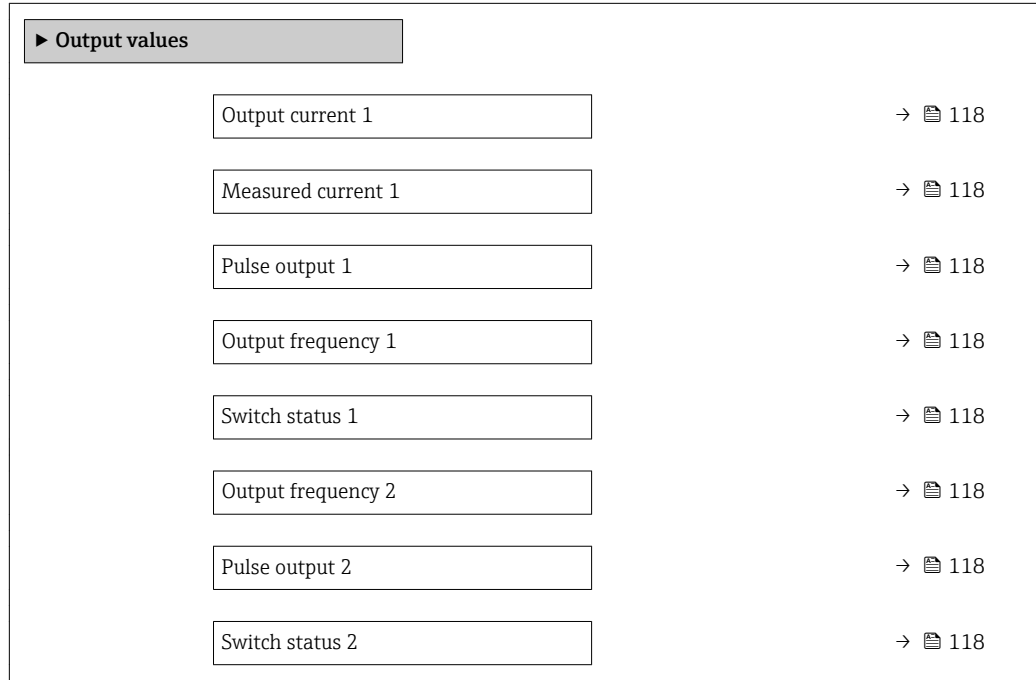 ▶ Output values
Output current 1 → 118
Measured current 1 → 118
Pulse output 1 → 118
Output frequency 1 → 118
Switch status 1 → 118
Output frequency 2 → 118
Pulse output 2 → 118
Switch status 2 → 118